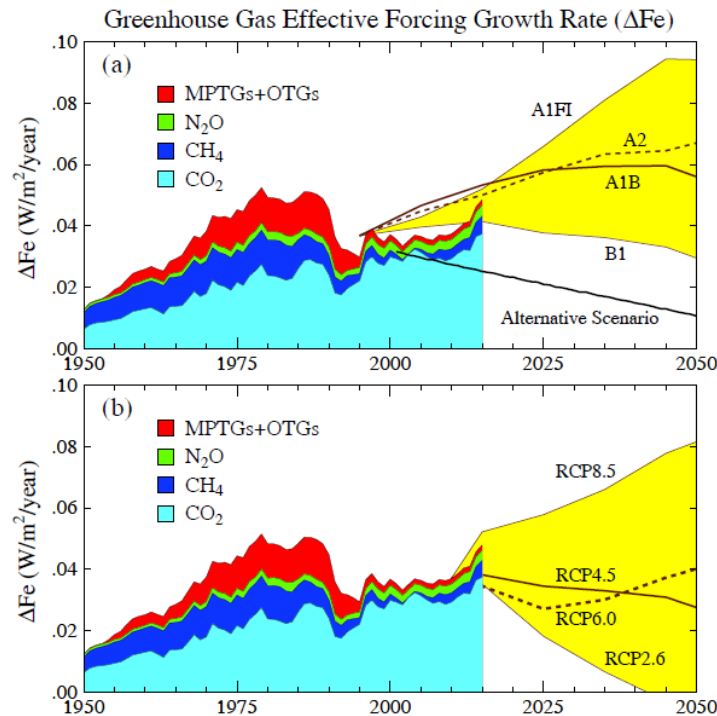 Greenhouse Gas Effective Forcing Growth Rate (ΔFe)
(a)
MPTGs+OTGs
N₂O
CH₄
CO₂
A1FI
A2
A1B
B1
Alternative Scenario
ΔFe (W/m²/year)
.10
.08
.06
.04
.02
.00
1950 1975 2000 2025 2050
(b)
MPTGs+OTGs
N₂O
CH₄
CO₂
RCP8.5
RCP4.5
RCP6.0
RCP2.6
ΔFe (W/m²/year)
.10
.08
.06
.04
.02
.00
1950 1975 2000 2025 2050